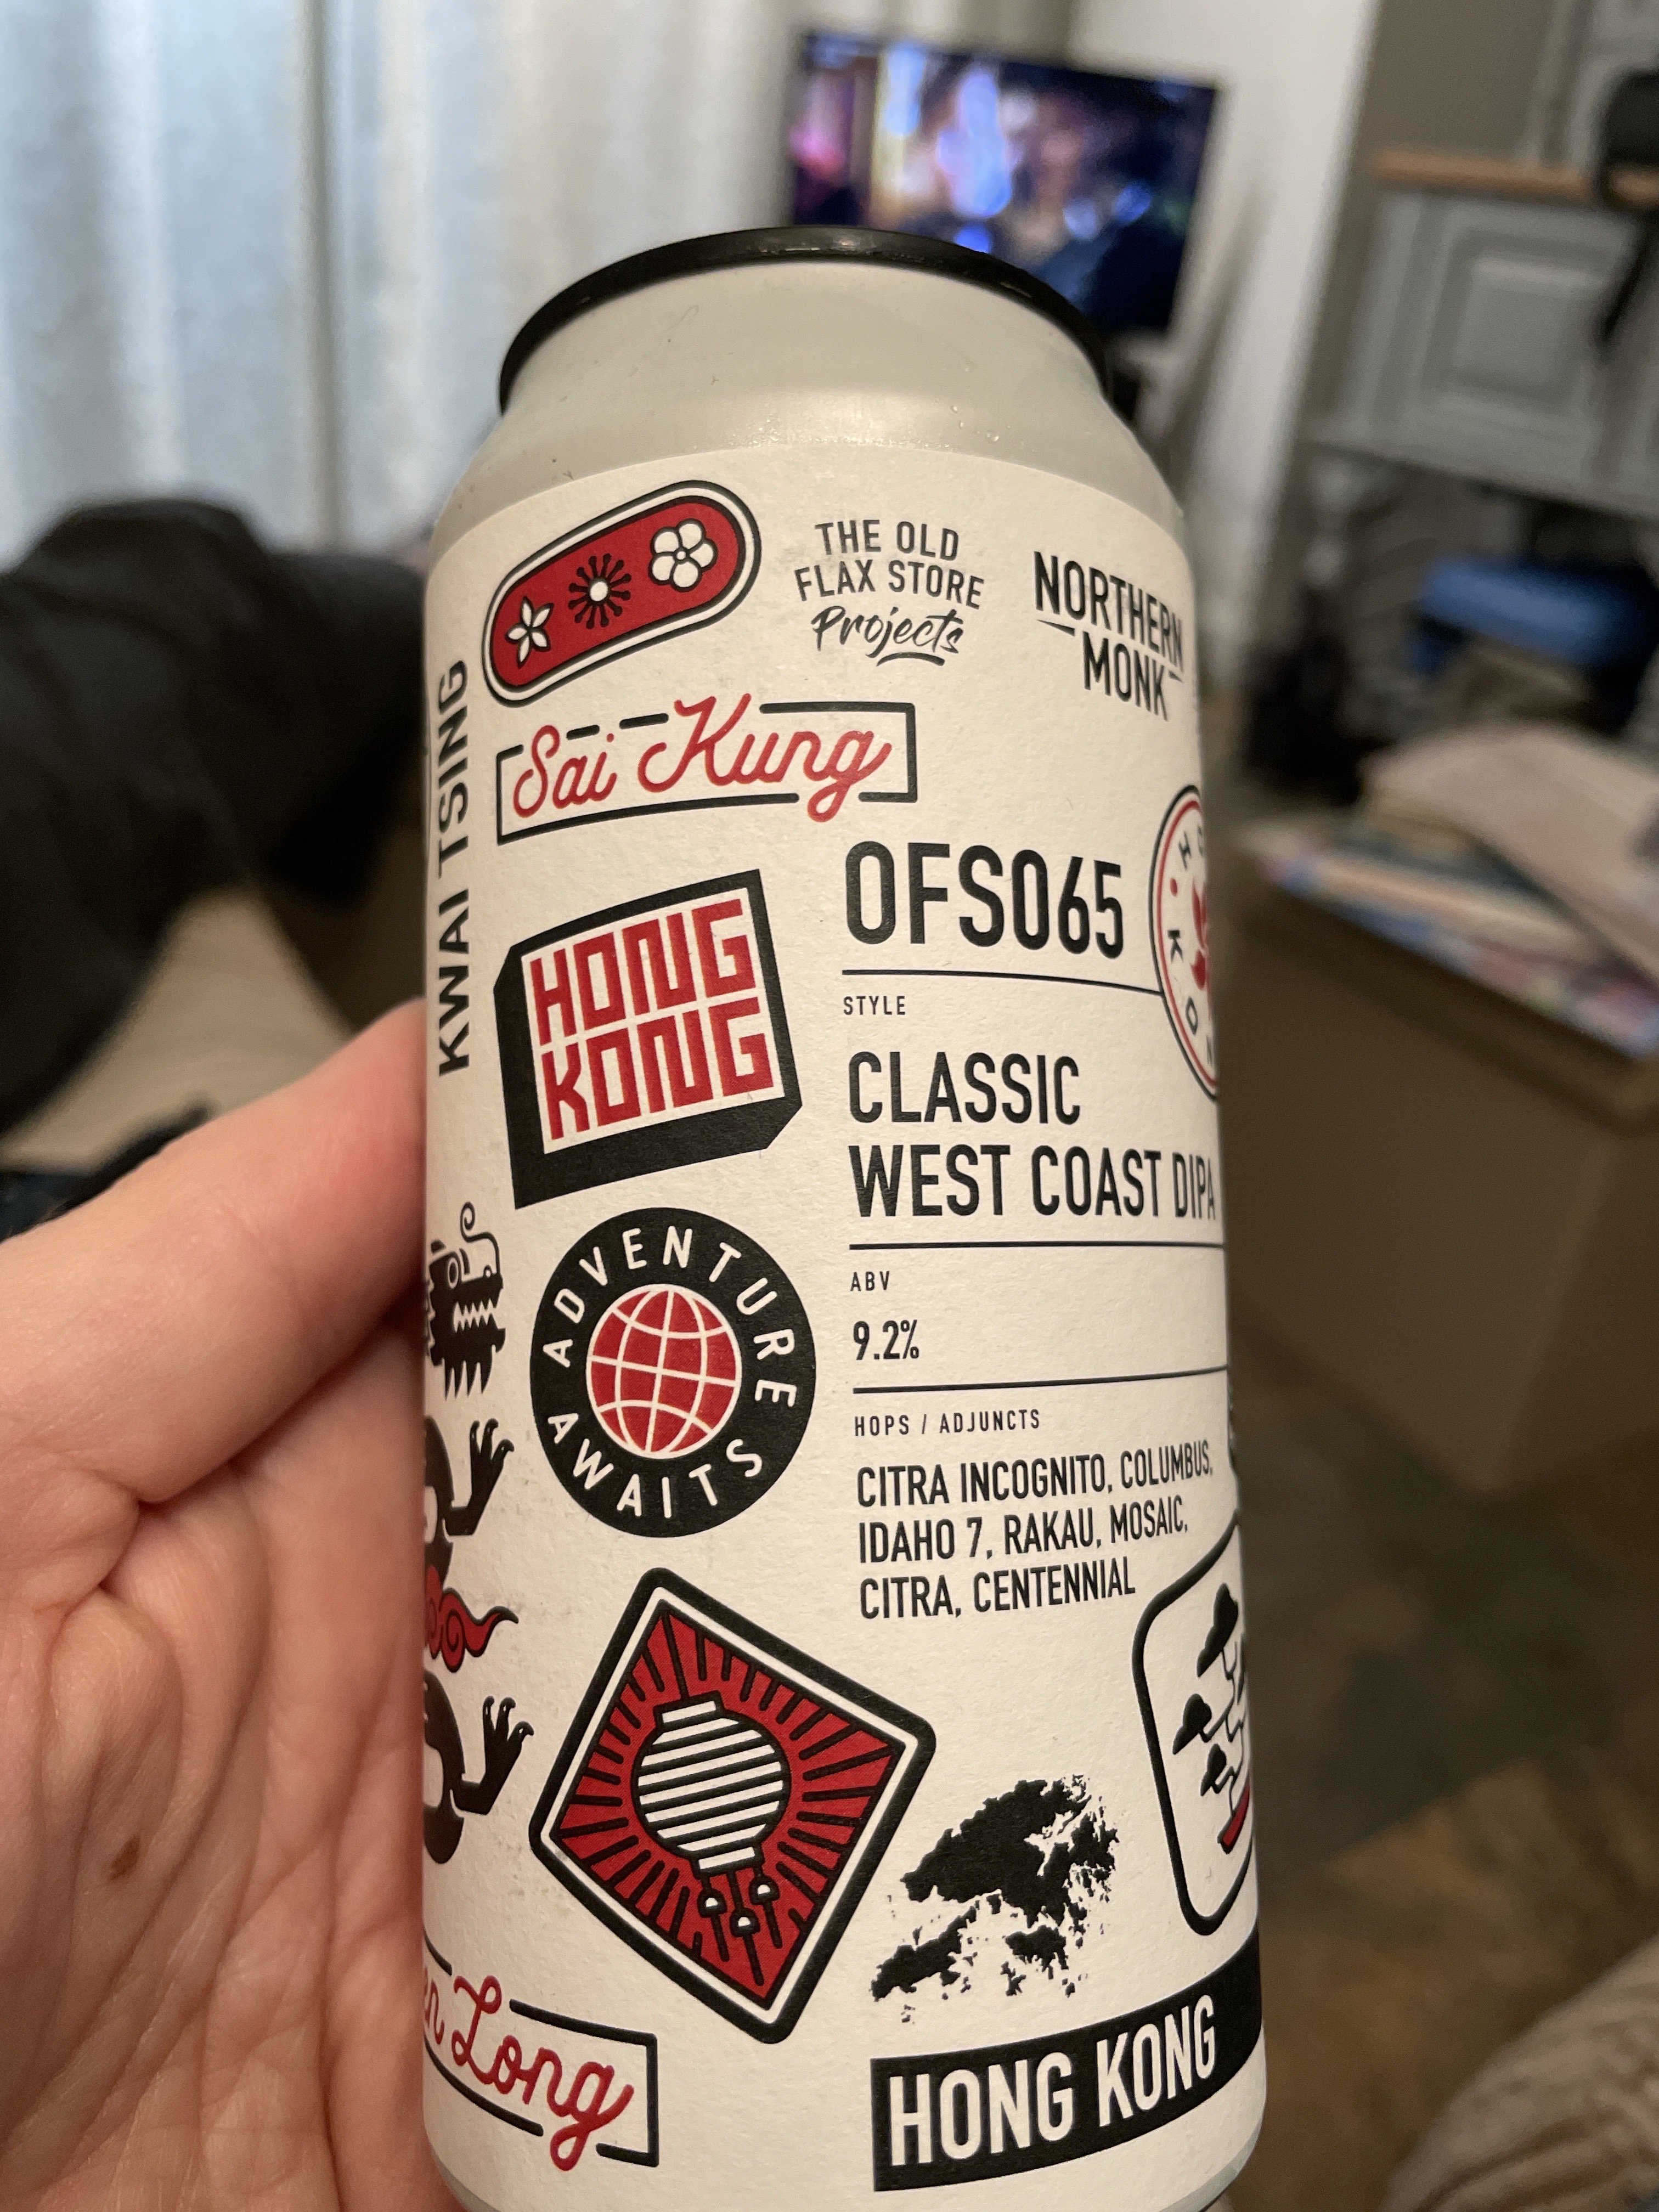 THE OLD
FLAX STORE
Projects
NORTHERN
MONK
KWAI TSING
Sai Kung
OFS065
HONG
KONG
STYLE
CLASSIC
WEST COAST DIPA
ADVENTURE
AWAITS
ABV
9.2%
HOPS / ADJUNCTS
CITRA INCOGNITO, COLUMBUS,
IDAHO 7, RAKAU, MOSAIC,
CITRA, CENTENNIAL
Long
HONG KONG